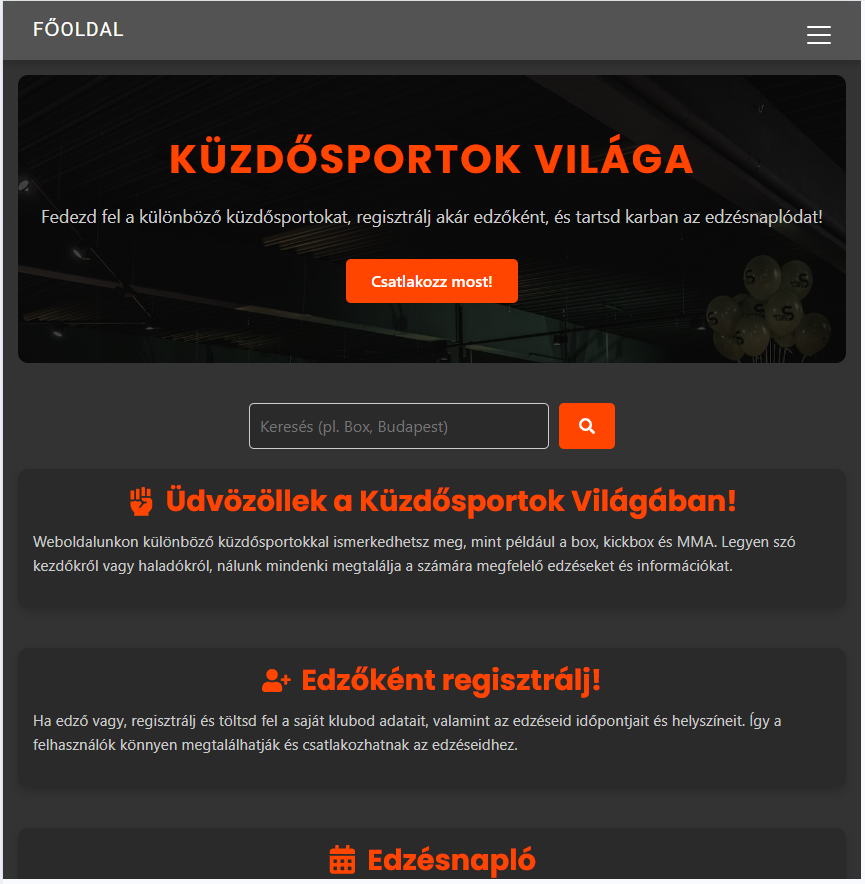 FŐOLDAL
KÜZDŐSPORTOK VILÁGA
Fedezd fel a különböző küzdősportokat, regisztrálj akár edzőként, és tartsd karban az edzésnaplódat!
Csatlakozz most!
Keresés (pl. Box, Budapest)
Üdvözöllek a Küzdősportok Világában!
Weboldalunkon különböző küzdősportokkal ismerkedhetsz meg, mint például a box, kickbox és MMA. Legyen szó
kezdőkről vagy haladókról, nálunk mindenki megtalálja a számára megfelelő edzéseket és információkat.
Edzőként regisztrálj!
Ha edző vagy, regisztrálj és töltsd fel a saját klubod adatait, valamint az edzéseid időpontjait és helyszíneit. Így a
felhasználók könnyen megtalálhatják és csatlakozhatnak az edzéseidhez.
Edzésnapló